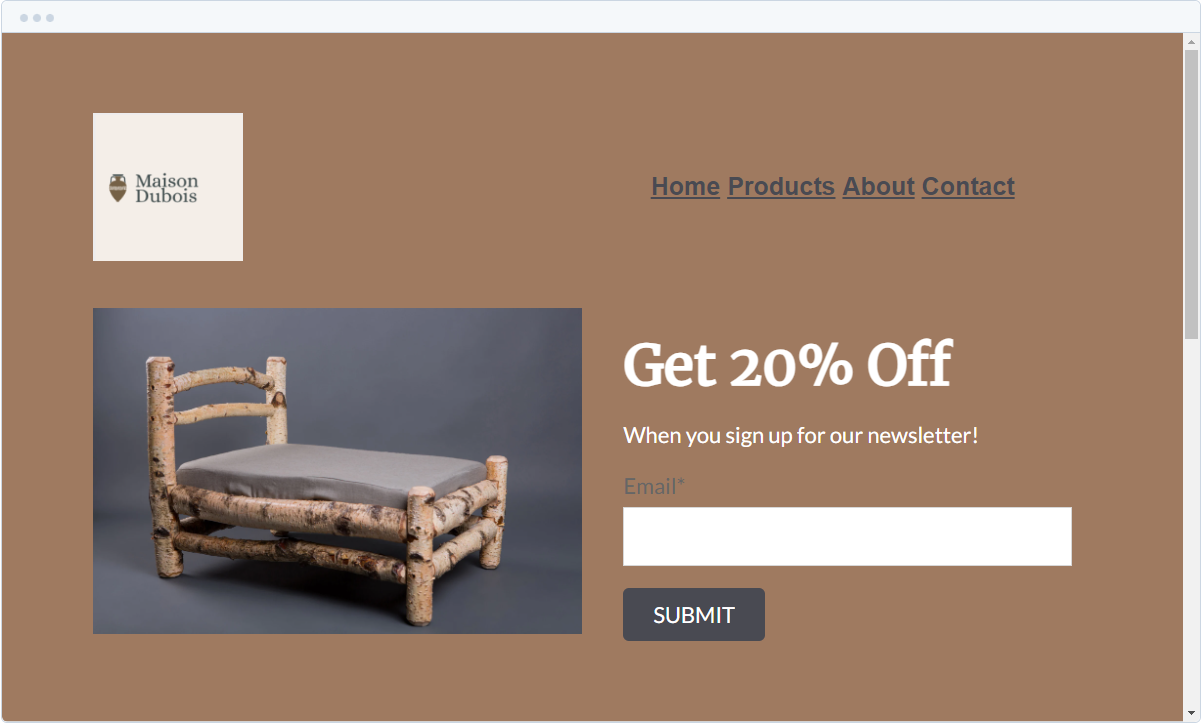 Maison
Dubois
Home Products About Contact
Get 20% Off
When you sign up for our newsletter!
Email*
SUBMIT